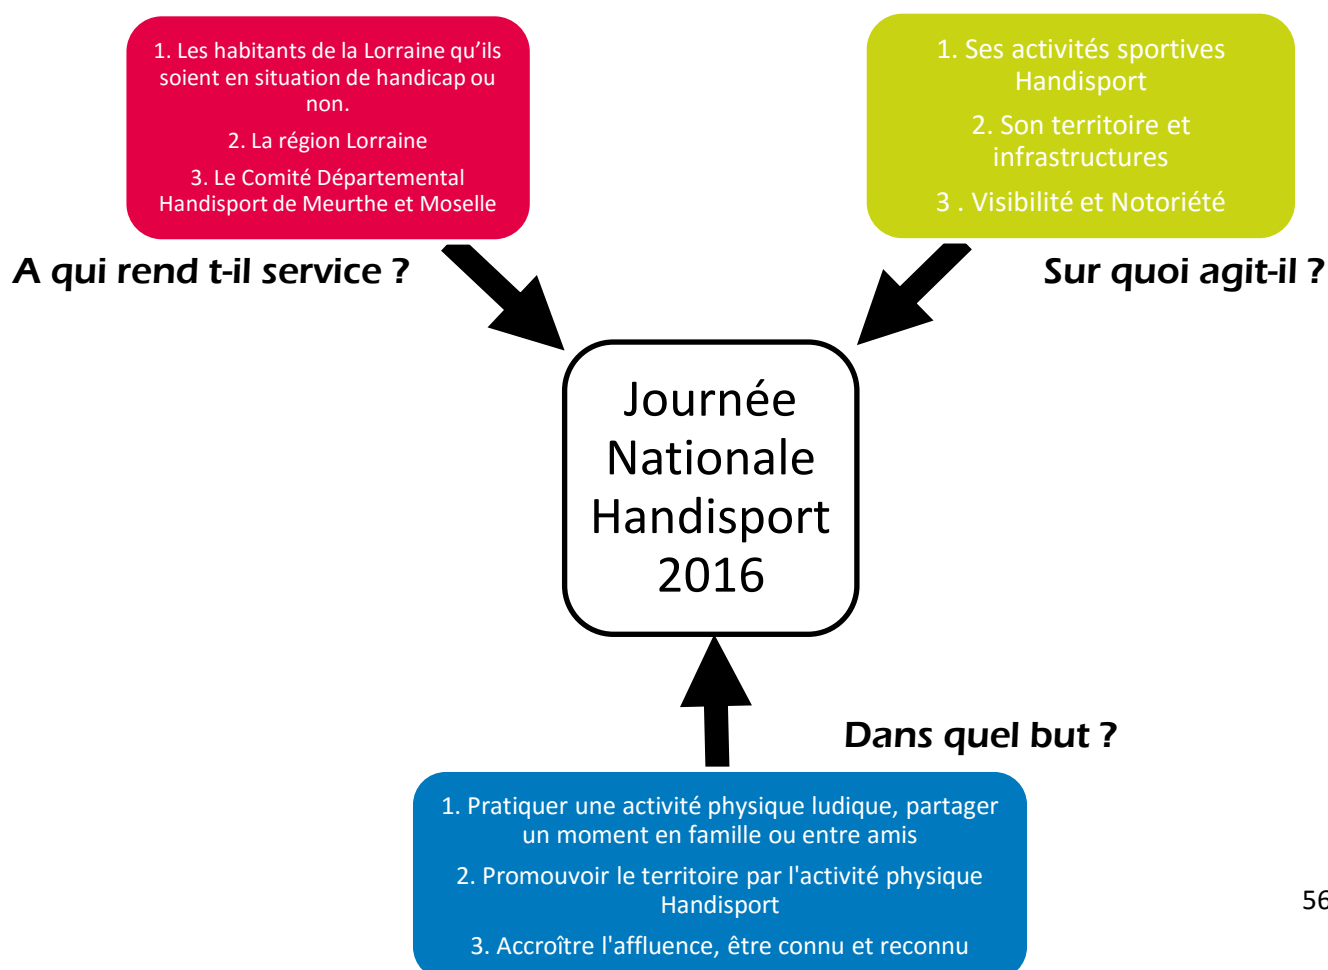 1. Les habitants de la Lorraine qu’ils
soient en situation de handicap ou
non.
2. La région Lorraine
3. Le Comité Départemental
Handisport de Meurthe et Moselle
1. Ses activités sportives
Handisport
2. Son territoire et
infrastructures
3 . Visibilité et Notoriété
A qui rend t-il service ?
Sur quoi agit-il ?
Journée
Nationale
Handisport
2016
Dans quel but ?
1. Pratiquer une activité physique ludique, partager
un moment en famille ou entre amis
2. Promouvoir le territoire par l'activité physique
Handisport
3. Accroître l'affluence, être connu et reconnu
56